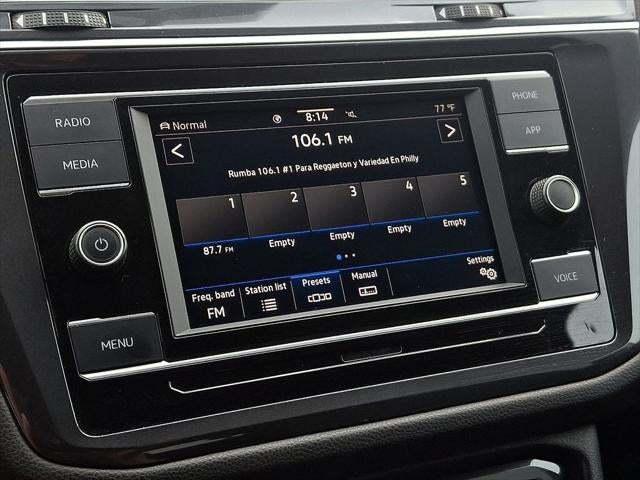 RADIO
MEDIA
MENU
PHONE
APP
VOICE
Normal
8:14
77 °F
106.1 FM
Rumba 106.1 #1 Para Reggaeton y Variedad En Philly
1 2 3 4 5
87.7 FM Empty Empty Empty Empty
Freq. band Station list Presets Manual Settings
FM